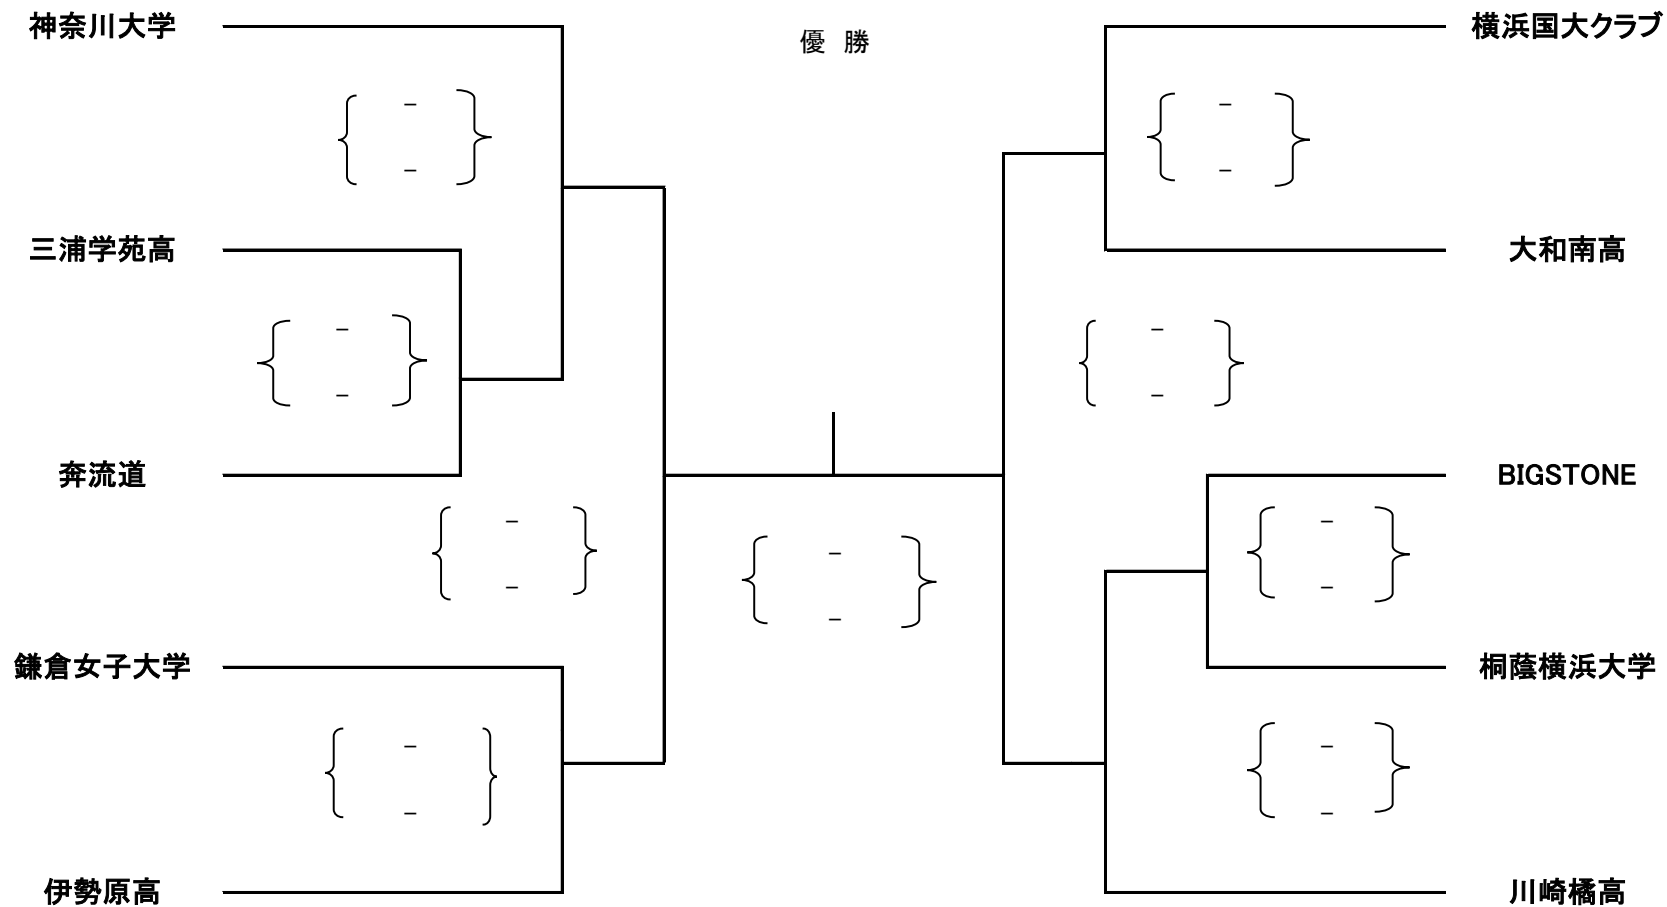 神奈川大学
優 勝
横浜国大クラブ
－
－
－
－
三浦学苑高
大和南高
－
－
－
－
奔流道
BIGSTONE
－
－
－
－
－
－
鎌倉女子大学
桐蔭横浜大学
－
－
－
－
伊勢原高
川崎橘高